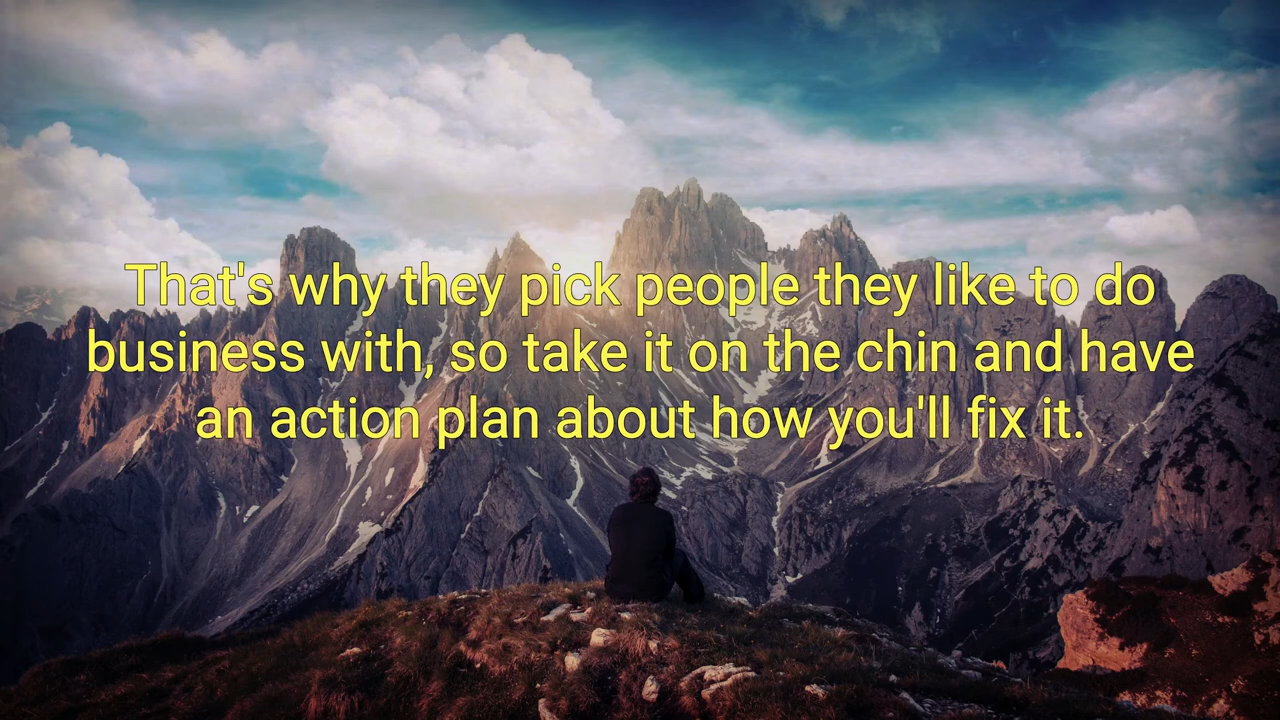 That's why they pick people they like to do
business with, so take it on the chin and have
an action plan about how you'll fix it.